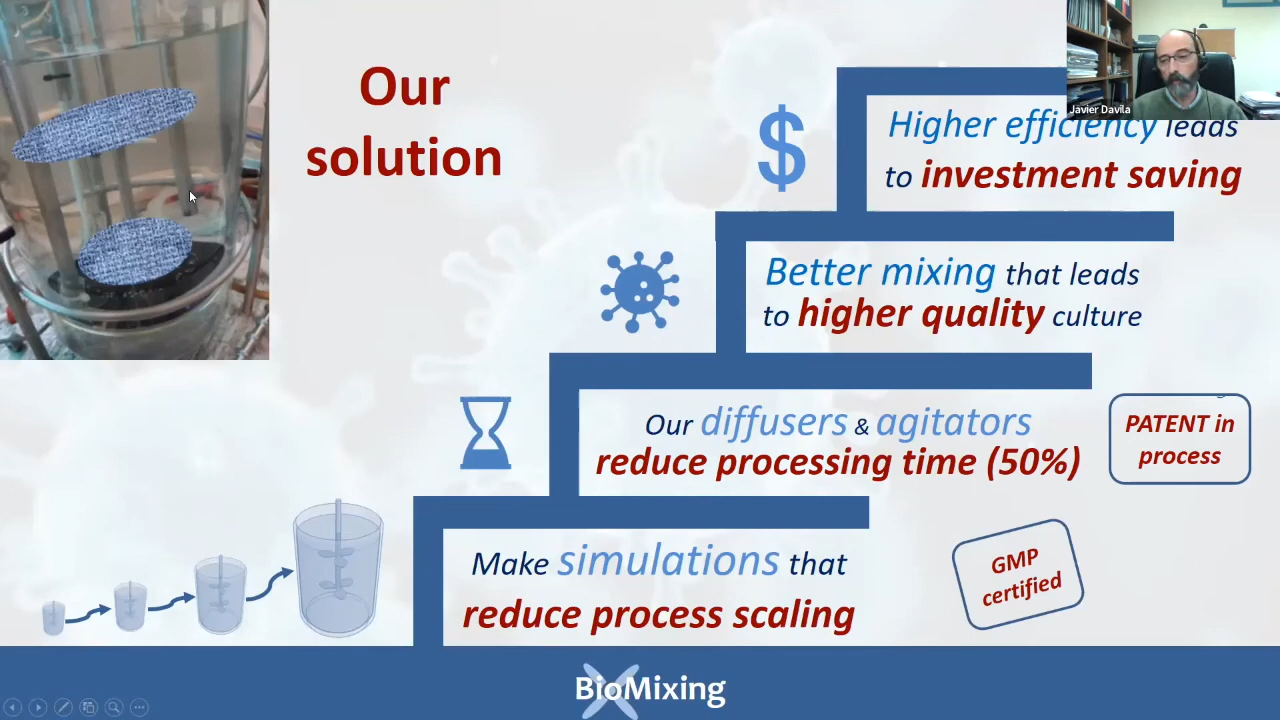 Our
solution
Javier Davila
$
Higher efficiency leads
to investment saving
Better mixing that leads
to higher quality culture
Our diffusers & agitators
reduce processing time (50%)
PATENT in
process
Make simulations that
reduce process scaling
GMP
certified
BioMixing